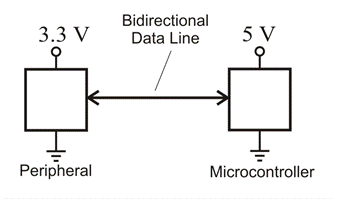 Bidirectional
Data Line
3.3 V
5 V
Peripheral
Microcontroller